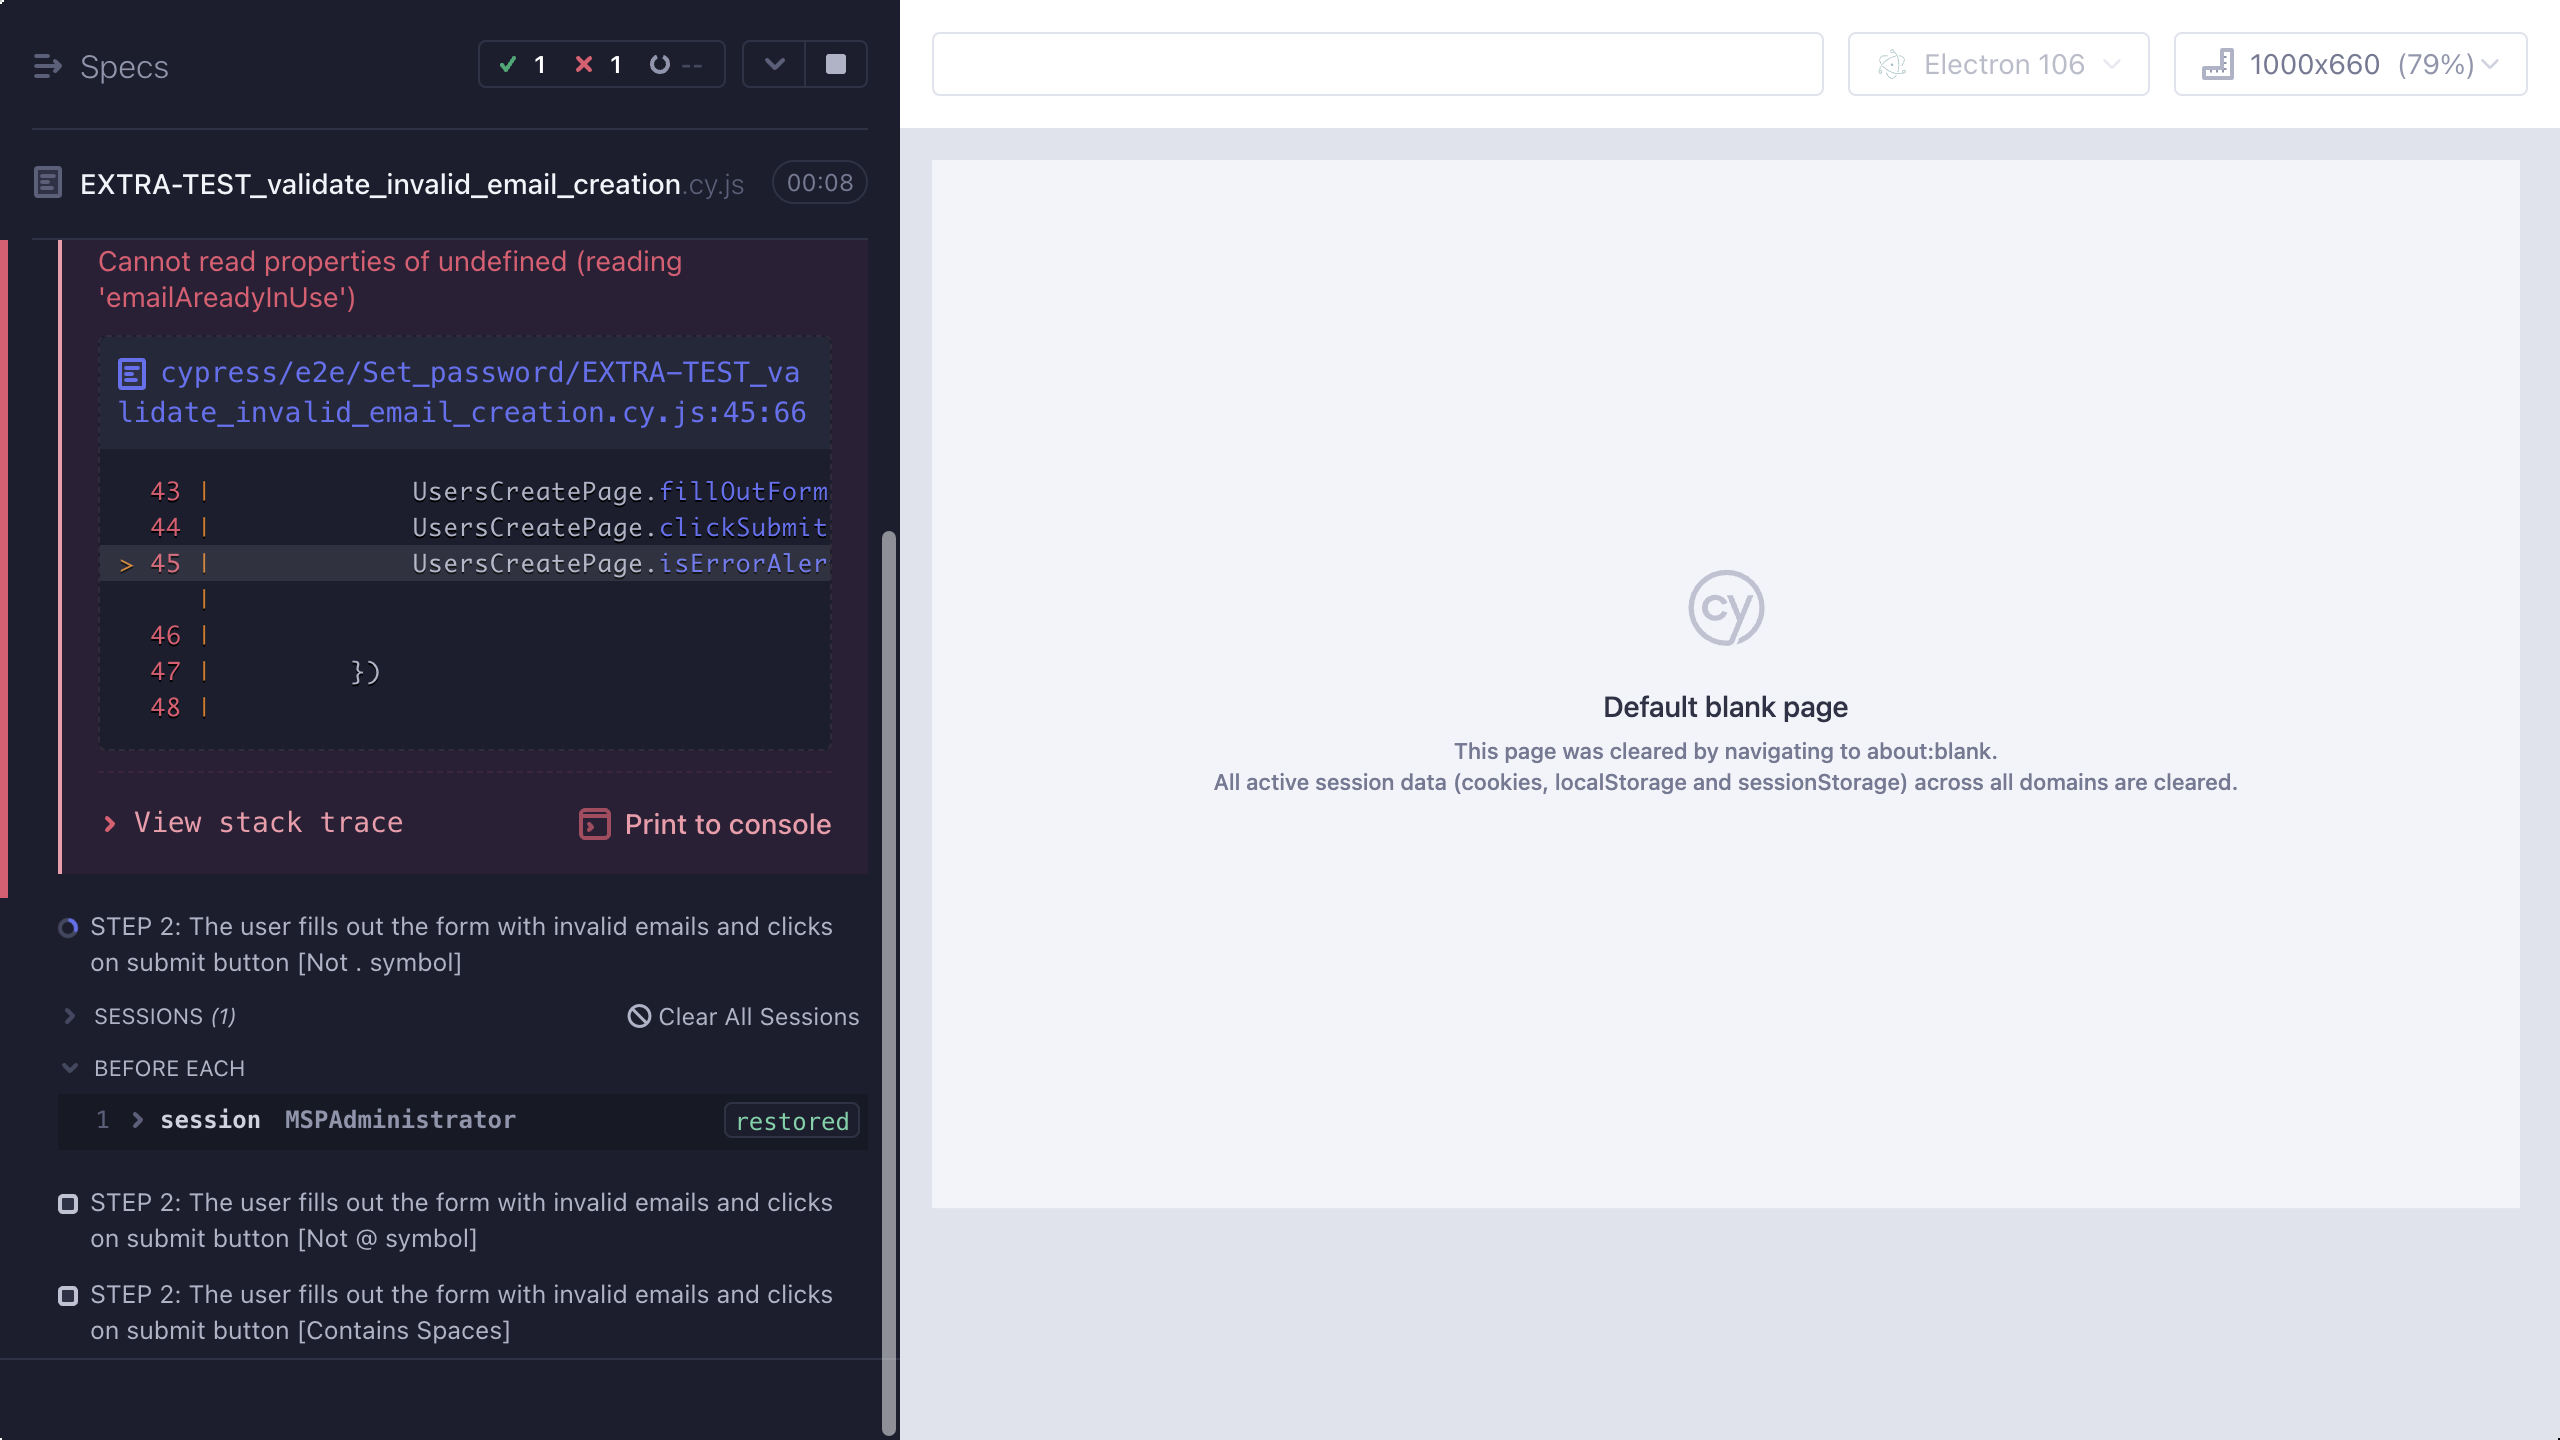 Specs
1 1 --
EXTRA-TEST_validate_invalid_email_creation.cy.js 00:08
Cannot read properties of undefined (reading
'emailAreadyInUse')
cypress/e2e/Set_password/EXTRA-TEST_va
lidate_invalid_email_creation.cy.js:45:66
43 | UsersCreatePage.fillOutForm
44 | UsersCreatePage.clickSubmit
> 45 | UsersCreatePage.isErrorAler
|
46 |
47 | })
48 |
View stack trace
Print to console
STEP 2: The user fills out the form with invalid emails and clicks
on submit button [Not . symbol]
SESSIONS (1)
Clear All Sessions
BEFORE EACH
1 session MSPAdministrator restored
STEP 2: The user fills out the form with invalid emails and clicks
on submit button [Not @ symbol]
STEP 2: The user fills out the form with invalid emails and clicks
on submit button [Contains Spaces]
Electron 106
1000x660 (79%)
cy
Default blank page
This page was cleared by navigating to about:blank.
All active session data (cookies, localStorage and sessionStorage) across all domains are cleared.